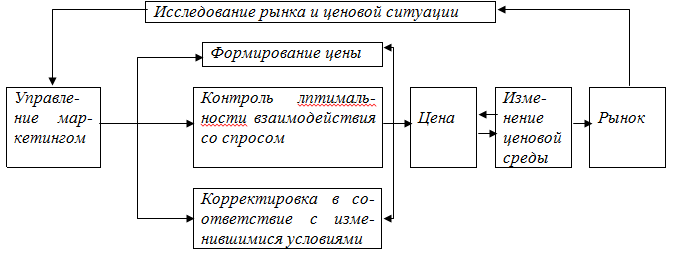 Исследование рынка и ценовой ситуации
Формирование цены
Управле-
ние мар-
кетингом
Контроль лптималь-
ности взаимодействия
со спросом
Цена
Изме-
нение
ценовой
среды
Рынок
Корректировка в со-
ответствие с изме-
нившимися условиями